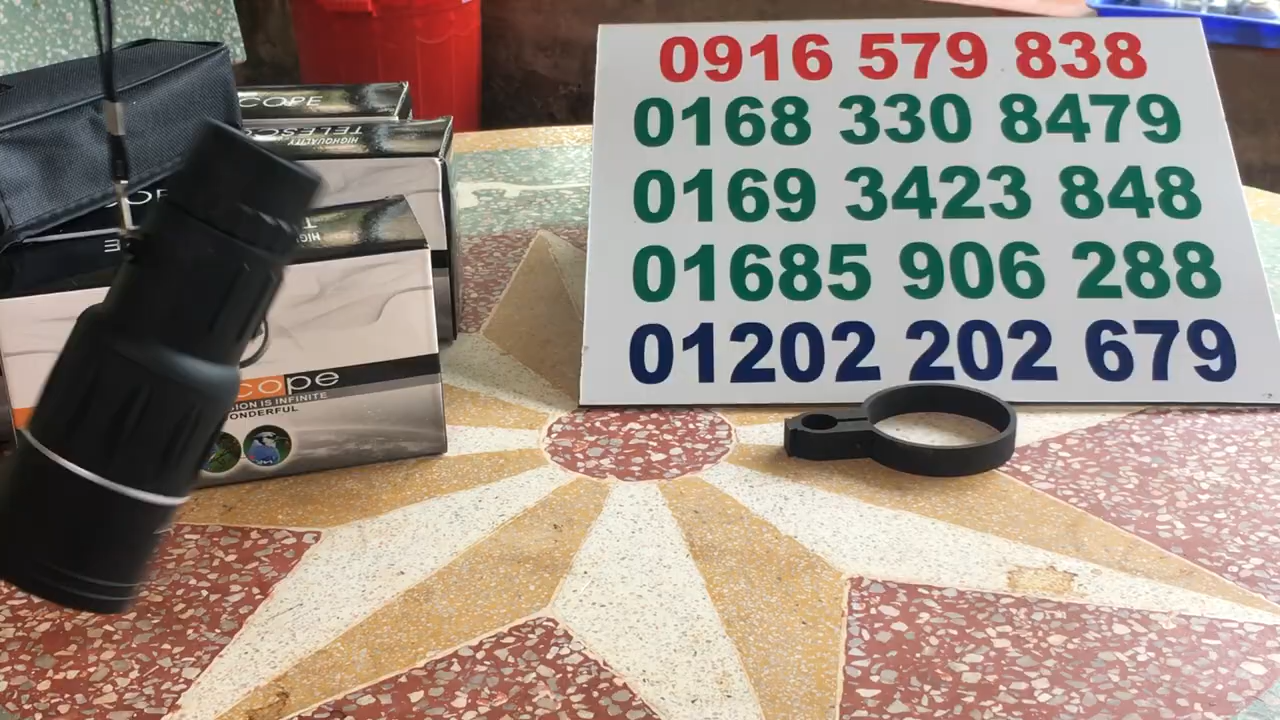 0916 579 838
0168 330 8479
0169 3423 848
01685 906 288
01202 202 679
COPE
TELESCO
HIGHQUALITY
cope
SION IS INFINITE
ONDERFUL